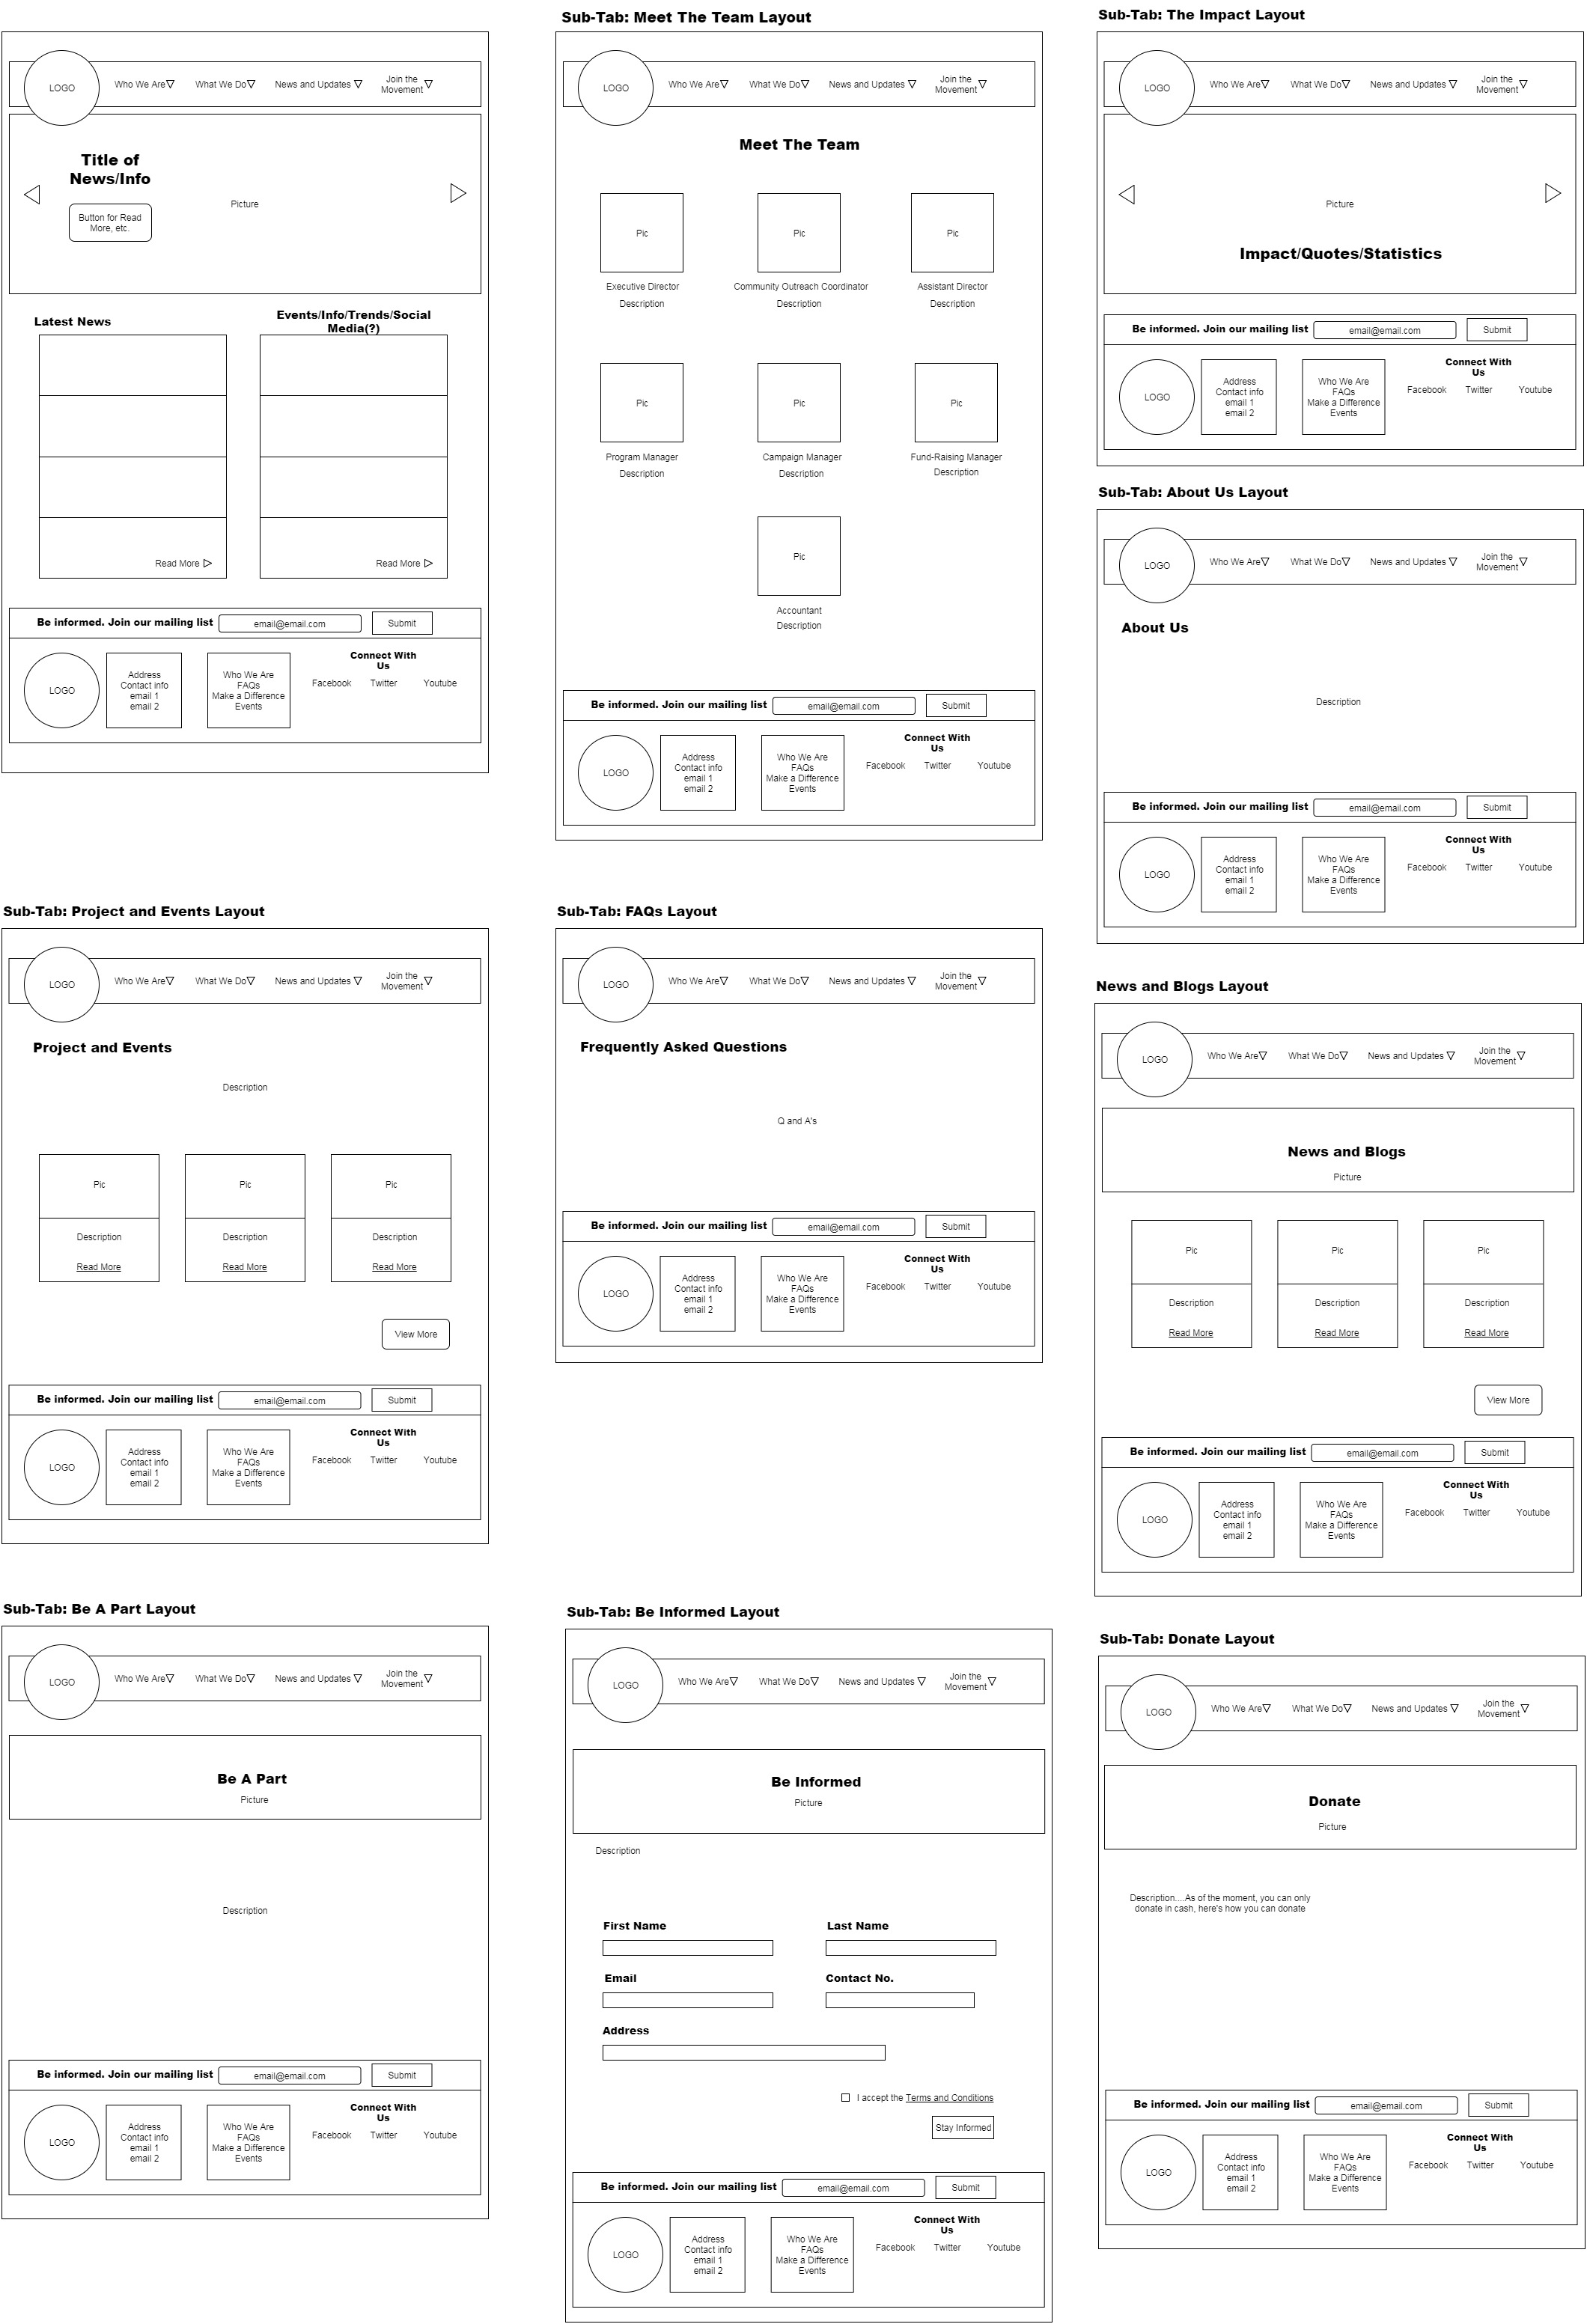 LOGO
Who We Are
What We Do
News and Updates
Join the
Movement
Title of
News/Info
Button for Read
More, etc.
Picture
Latest News
Events/Info/Trends/Social
Media(?)
Read More
Read More
Be informed. Join our mailing list
email@email.com
Submit
LOGO
Address
Contact info
email 1
email 2
Who We Are
FAQs
Make a Difference
Events
Connect With
Us
Facebook
Twitter
Youtube
Sub-Tab: Meet The Team Layout
LOGO
Who We Are
What We Do
News and Updates
Join the
Movement
Meet The Team
Pic
Pic
Pic
Executive Director
Community Outreach Coordinator
Assistant Director
Description
Description
Description
Pic
Pic
Pic
Program Manager
Campaign Manager
Fund-Raising Manager
Description
Description
Description
Pic
Accountant
Description
Be informed. Join our mailing list
email@email.com
Submit
LOGO
Address
Contact info
email 1
email 2
Who We Are
FAQs
Make a Difference
Events
Connect With
Us
Facebook
Twitter
Youtube
Sub-Tab: The Impact Layout
LOGO
Who We Are
What We Do
News and Updates
Join the
Movement
Picture
Impact/Quotes/Statistics
Be informed. Join our mailing list
email@email.com
Submit
LOGO
Address
Contact info
email 1
email 2
Who We Are
FAQs
Make a Difference
Events
Connect With
Us
Facebook
Twitter
Youtube
Sub-Tab: About Us Layout
LOGO
Who We Are
What We Do
News and Updates
Join the
Movement
About Us
Description
Be informed. Join our mailing list
email@email.com
Submit
LOGO
Address
Contact info
email 1
email 2
Who We Are
FAQs
Make a Difference
Events
Connect With
Us
Facebook
Twitter
Youtube
Sub-Tab: Project and Events Layout
LOGO
Who We Are
What We Do
News and Updates
Join the
Movement
Project and Events
Description
Pic
Pic
Pic
Description
Description
Description
Read More
Read More
Read More
View More
Be informed. Join our mailing list
email@email.com
Submit
LOGO
Address
Contact info
email 1
email 2
Who We Are
FAQs
Make a Difference
Events
Connect With
Us
Facebook
Twitter
Youtube
Sub-Tab: FAQs Layout
LOGO
Who We Are
What We Do
News and Updates
Join the
Movement
Frequently Asked Questions
Q and A's
Be informed. Join our mailing list
email@email.com
Submit
LOGO
Address
Contact info
email 1
email 2
Who We Are
FAQs
Make a Difference
Events
Connect With
Us
Facebook
Twitter
Youtube
News and Blogs Layout
LOGO
Who We Are
What We Do
News and Updates
Join the
Movement
News and Blogs
Picture
Pic
Pic
Pic
Description
Description
Description
Read More
Read More
Read More
View More
Be informed. Join our mailing list
email@email.com
Submit
LOGO
Address
Contact info
email 1
email 2
Who We Are
FAQs
Make a Difference
Events
Connect With
Us
Facebook
Twitter
Youtube
Sub-Tab: Be A Part Layout
LOGO
Who We Are
What We Do
News and Updates
Join the
Movement
Be A Part
Picture
Description
Be informed. Join our mailing list
email@email.com
Submit
LOGO
Address
Contact info
email 1
email 2
Who We Are
FAQs
Make a Difference
Events
Connect With
Us
Facebook
Twitter
Youtube
Sub-Tab: Be Informed Layout
LOGO
Who We Are
What We Do
News and Updates
Join the
Movement
Be Informed
Picture
Description
First Name
Last Name
Email
Contact No.
Address
I accept the Terms and Conditions
Stay Informed
Be informed. Join our mailing list
email@email.com
Submit
LOGO
Address
Contact info
email 1
email 2
Who We Are
FAQs
Make a Difference
Events
Connect With
Us
Facebook
Twitter
Youtube
Sub-Tab: Donate Layout
LOGO
Who We Are
What We Do
News and Updates
Join the
Movement
Donate
Picture
Description....As of the moment, you can only
donate in cash, here's how you can donate
Be informed. Join our mailing list
email@email.com
Submit
LOGO
Address
Contact info
email 1
email 2
Who We Are
FAQs
Make a Difference
Events
Connect With
Us
Facebook
Twitter
Youtube